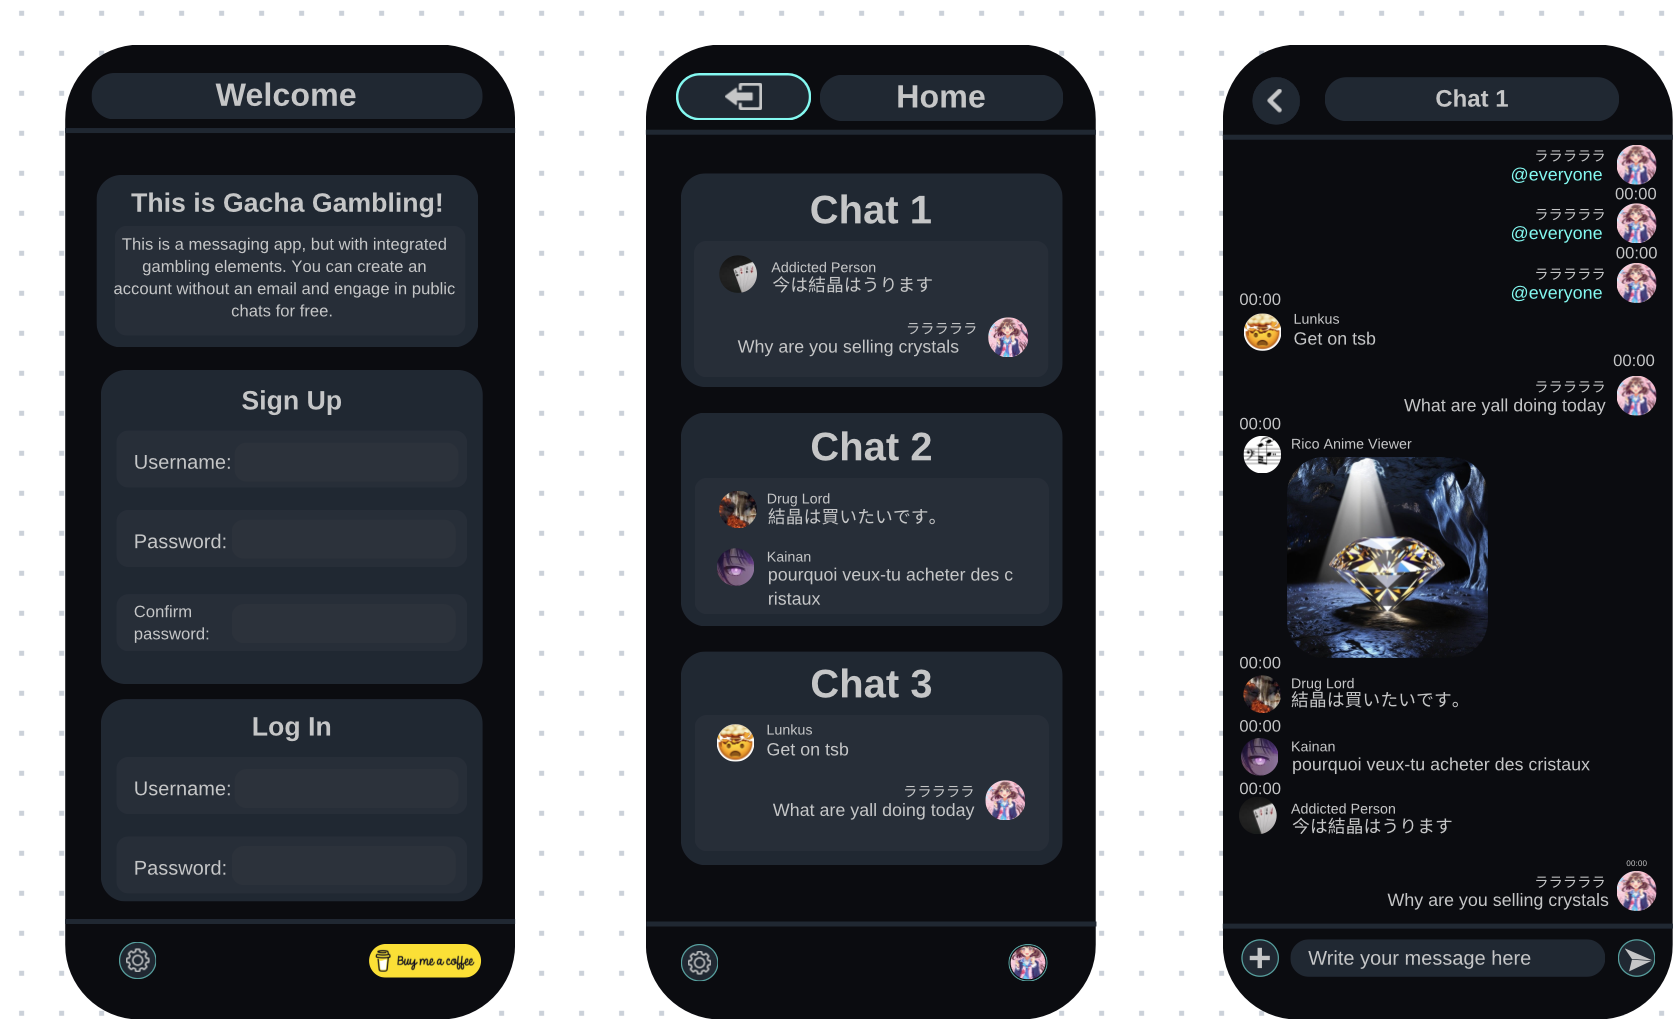 Welcome
This is Gacha Gambling!
This is a messaging app, but with integrated
gambling elements. You can create an
account without an email and engage in public
chats for free.
Sign Up
Username:
Password:
Confirm
password:
Log In
Username:
Password:
Buy me a coffee
Home
Chat 1
Addicted Person
今は結晶はうります
ラララララ
Why are you selling crystals
Chat 2
Drug Lord
結晶は買いたいです。
Kainan
pourquoi veux-tu acheter des c
ristaux
Chat 3
Lunkus
Get on tsb
ラララララ
What are yall doing today
Chat 1
ラララララ
@everyone
00:00
ラララララ
@everyone
00:00
ラララララ
@everyone
00:00
Lunkus
Get on tsb
00:00
ラララララ
What are yall doing today
00:00
Rico Anime Viewer
00:00
Drug Lord
結晶は買いたいです。
00:00
Kainan
pourquoi veux-tu acheter des cristaux
00:00
Addicted Person
今は結晶はうります
00:00
ラララララ
Why are you selling crystals
Write your message here